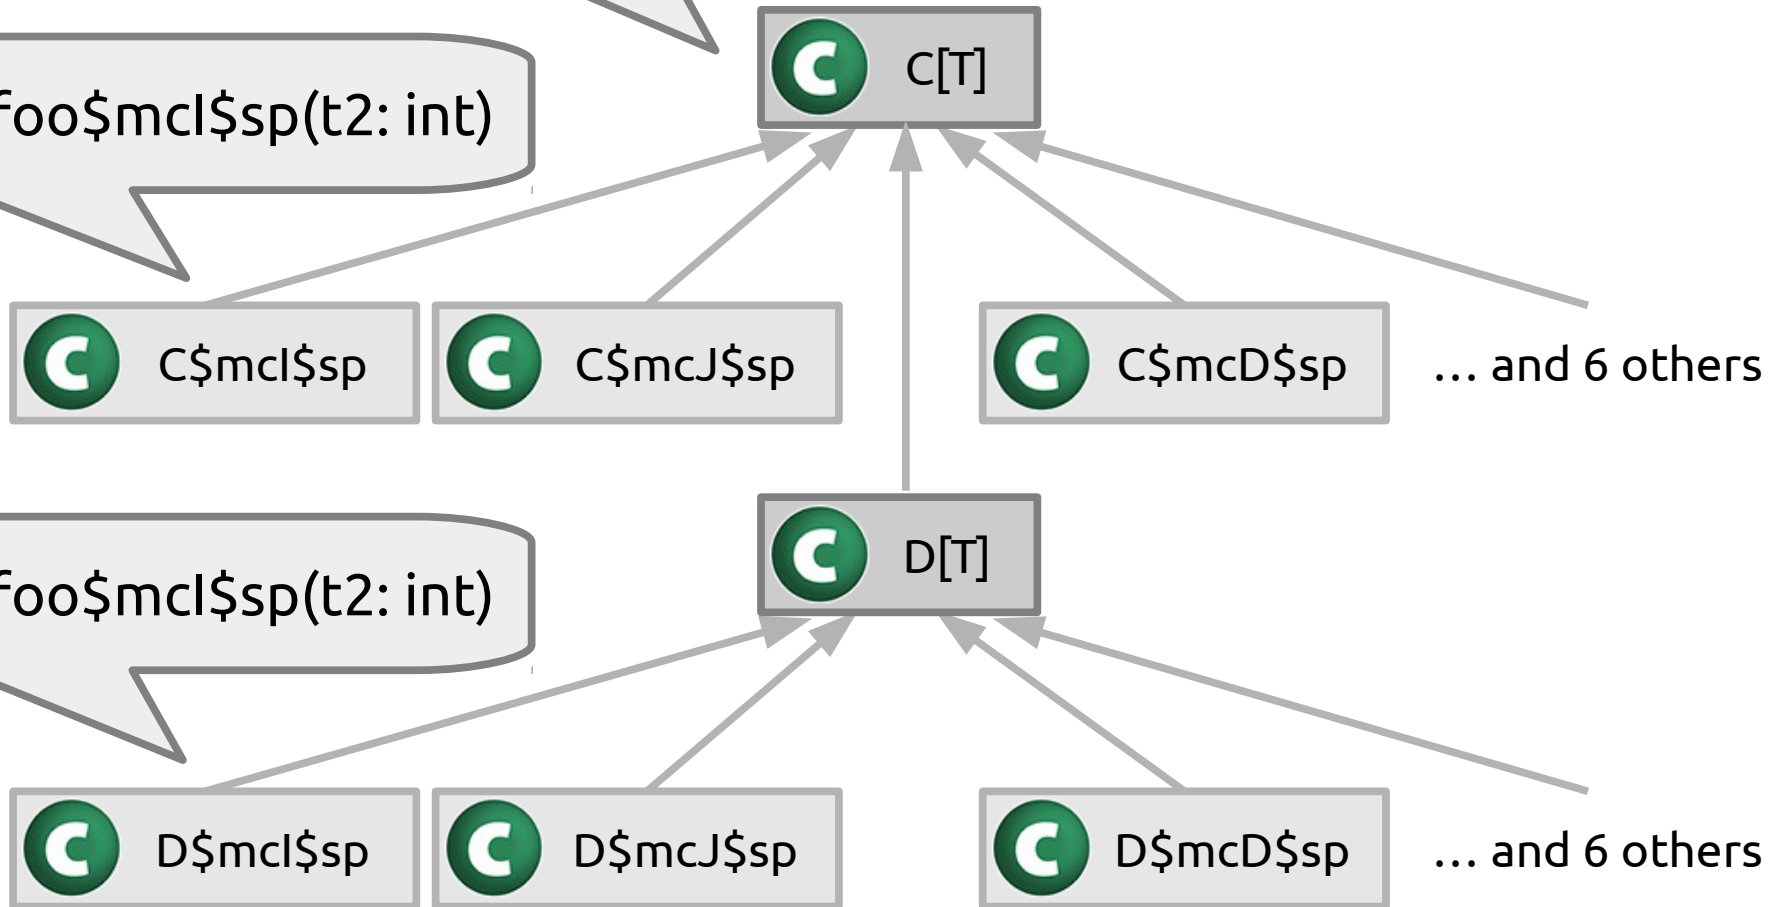 C[T]
foo$mcI$sp(t2: int)
C$mcI$sp
C$mcJ$sp
C$mcD$sp
... and 6 others
D[T]
foo$mcI$sp(t2: int)
D$mcI$sp
D$mcJ$sp
D$mcD$sp
... and 6 others